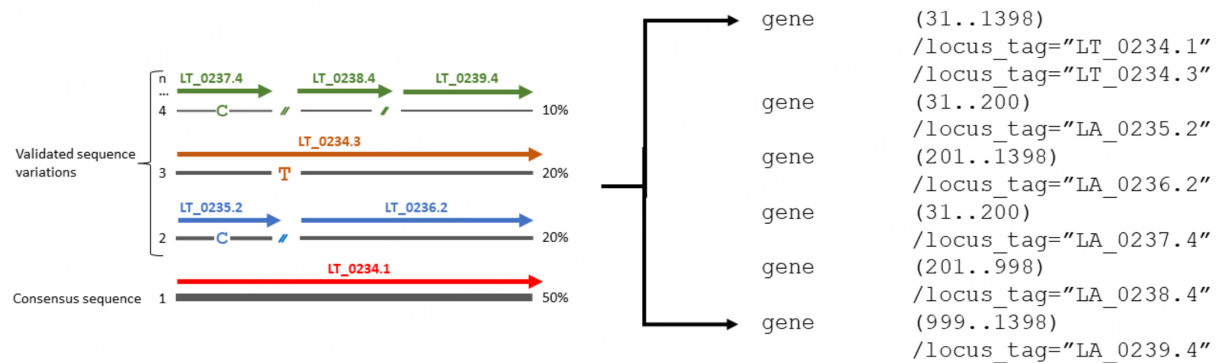 n LT_0237.4 LT_0238.4 LT_0239.4
...
4 C // // 10%
LT_0234.3
Validated sequence
variations
3 T 20%
LT_0235.2 LT_0236.2
2 C // 20%
LT_0234.1
Consensus sequence 1 50%
gene (31..1398)
/locus_tag=”LT_0234.1”
/locus_tag=”LT_0234.3”
gene (31..200)
/locus_tag=”LA_0235.2”
gene (201..1398)
/locus_tag=”LA_0236.2”
gene (31..200)
/locus_tag=”LA_0237.4”
gene (201..998)
/locus_tag=”LA_0238.4”
gene (999..1398)
/locus_tag=”LA_0239.4”